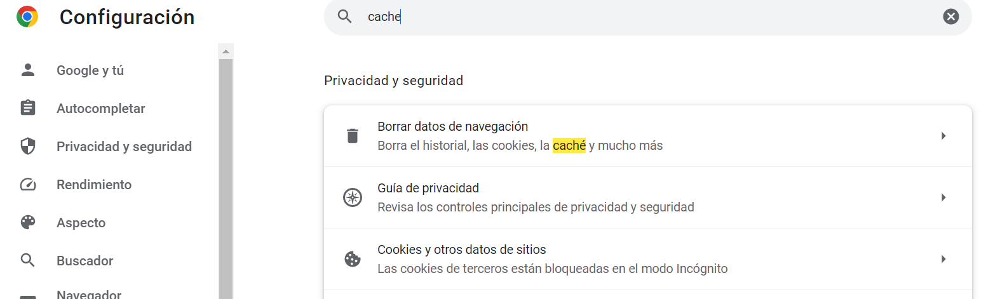 Configuración
cache
Google y tú
Autocompletar
Privacidad y seguridad
Rendimiento
Aspecto
Buscador
Navegador
Privacidad y seguridad
Borrar datos de navegación
Borra el historial, las cookies, la caché y mucho más
Guía de privacidad
Revisa los controles principales de privacidad y seguridad
Cookies y otros datos de sitios
Las cookies de terceros están bloqueadas en el modo Incógnito